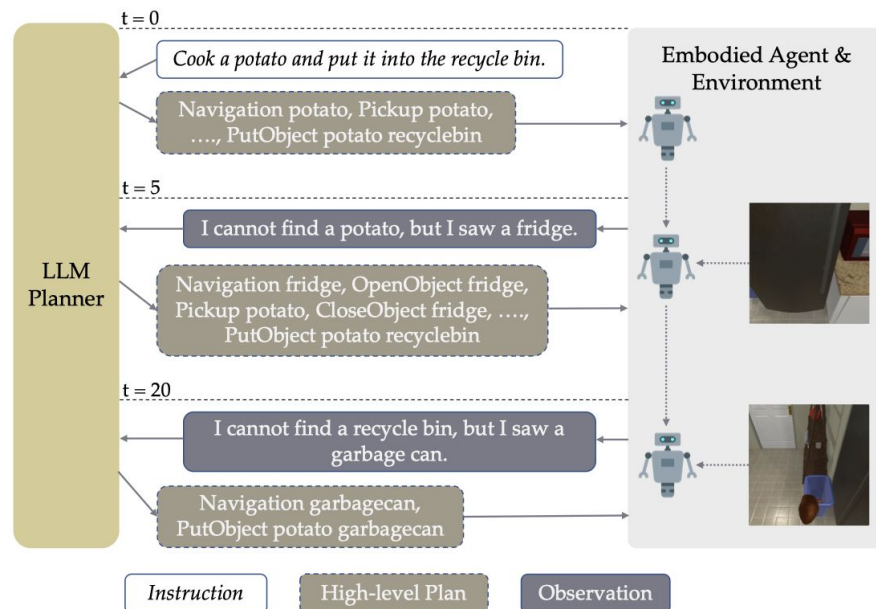 t = 0
Cook a potato and put it into the recycle bin.
Embodied Agent &
Environment
Navigation potato, Pickup potato,
...., PutObject potato recyclebin
t = 5
I cannot find a potato, but I saw a fridge.
LLM
Planner
Navigation fridge, OpenObject fridge,
Pickup potato, CloseObject fridge, ....,
PutObject potato recyclebin
t = 20
I cannot find a recycle bin, but I saw a
garbage can.
Navigation garbagecan,
PutObject potato garbagecan
Instruction
High-level Plan
Observation